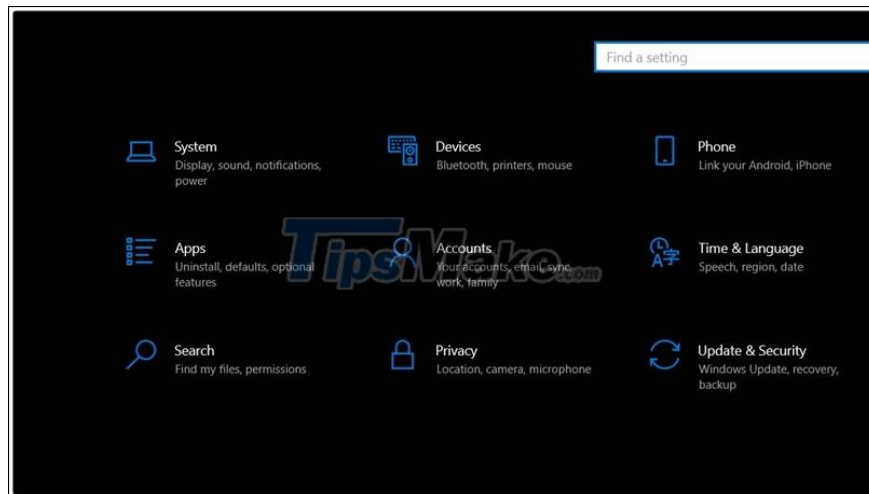 Find a setting
System
Display, sound, notifications,
power
Devices
Bluetooth, printers, mouse
Phone
Link your Android, iPhone
Apps
Uninstall, defaults, optional
features
Accounts
Your accounts, email, sync,
work, family
Time & Language
Speech, region, date
TipsMake.com
Search
Find my files, permissions
Privacy
Location, camera, microphone
Update & Security
Windows Update, recovery,
backup